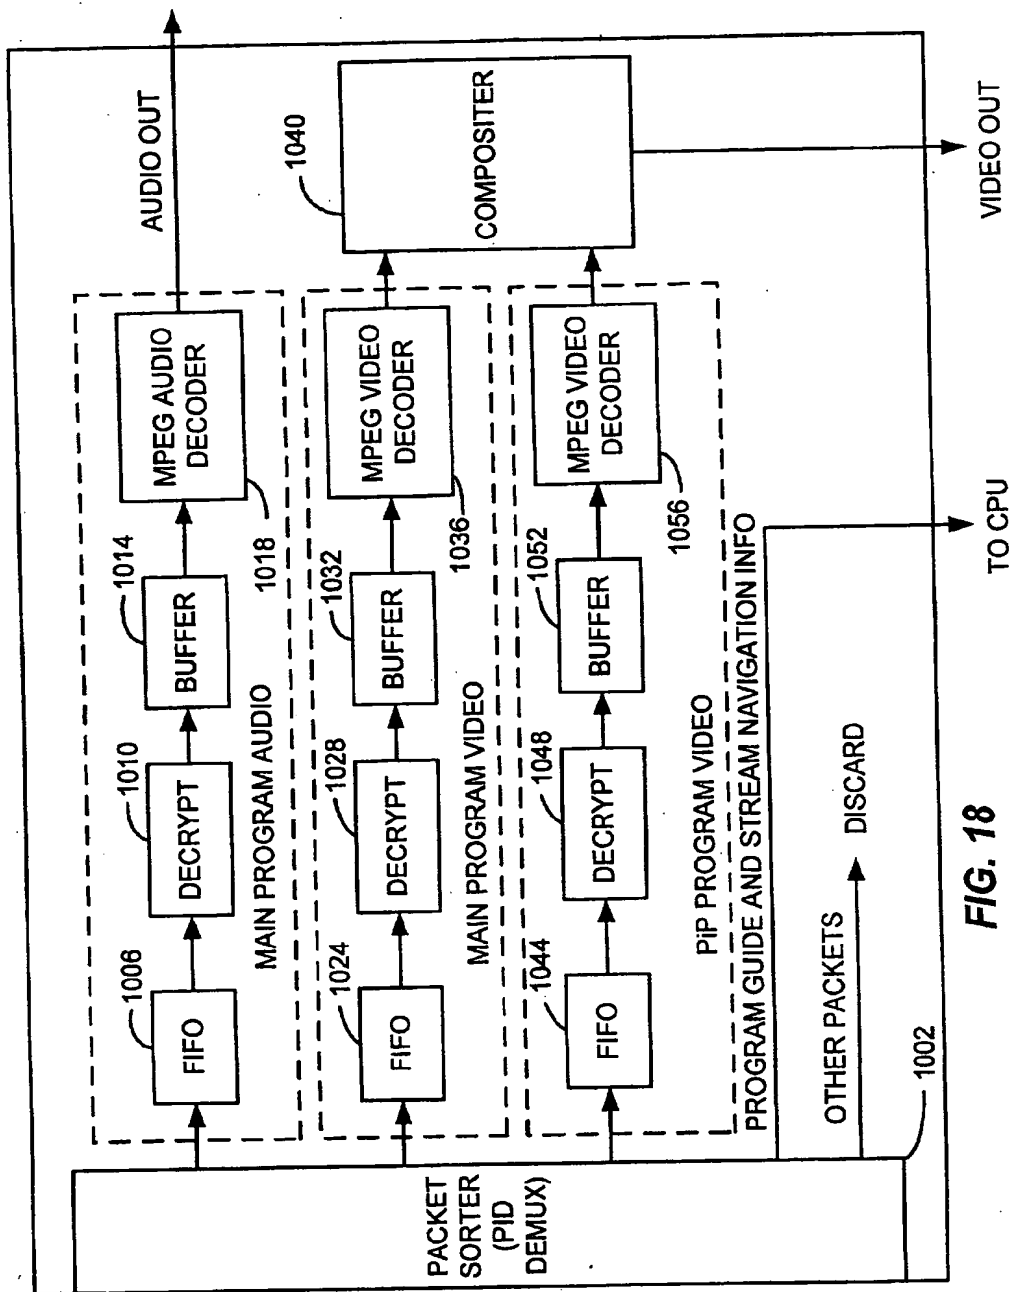 AUDIO OUT
1006
FIFO
1010
DECRYPT
1014
BUFFER
MPEG AUDIO
DECODER
1018
MAIN PROGRAM AUDIO
1024
FIFO
1028
DECRYPT
1032
BUFFER
MPEG VIDEO
DECODER
1036
MAIN PROGRAM VIDEO
1040
COMPOSITER
1044
FIFO
1048
DECRYPT
1052
BUFFER
MPEG VIDEO
DECODER
1056
PiP PROGRAM VIDEO
PROGRAM GUIDE AND STREAM NAVIGATION INFO
PACKET
SORTER
(PID
DEMUX)
OTHER PACKETS
DISCARD
1002
TO CPU
VIDEO OUT
FIG. 18